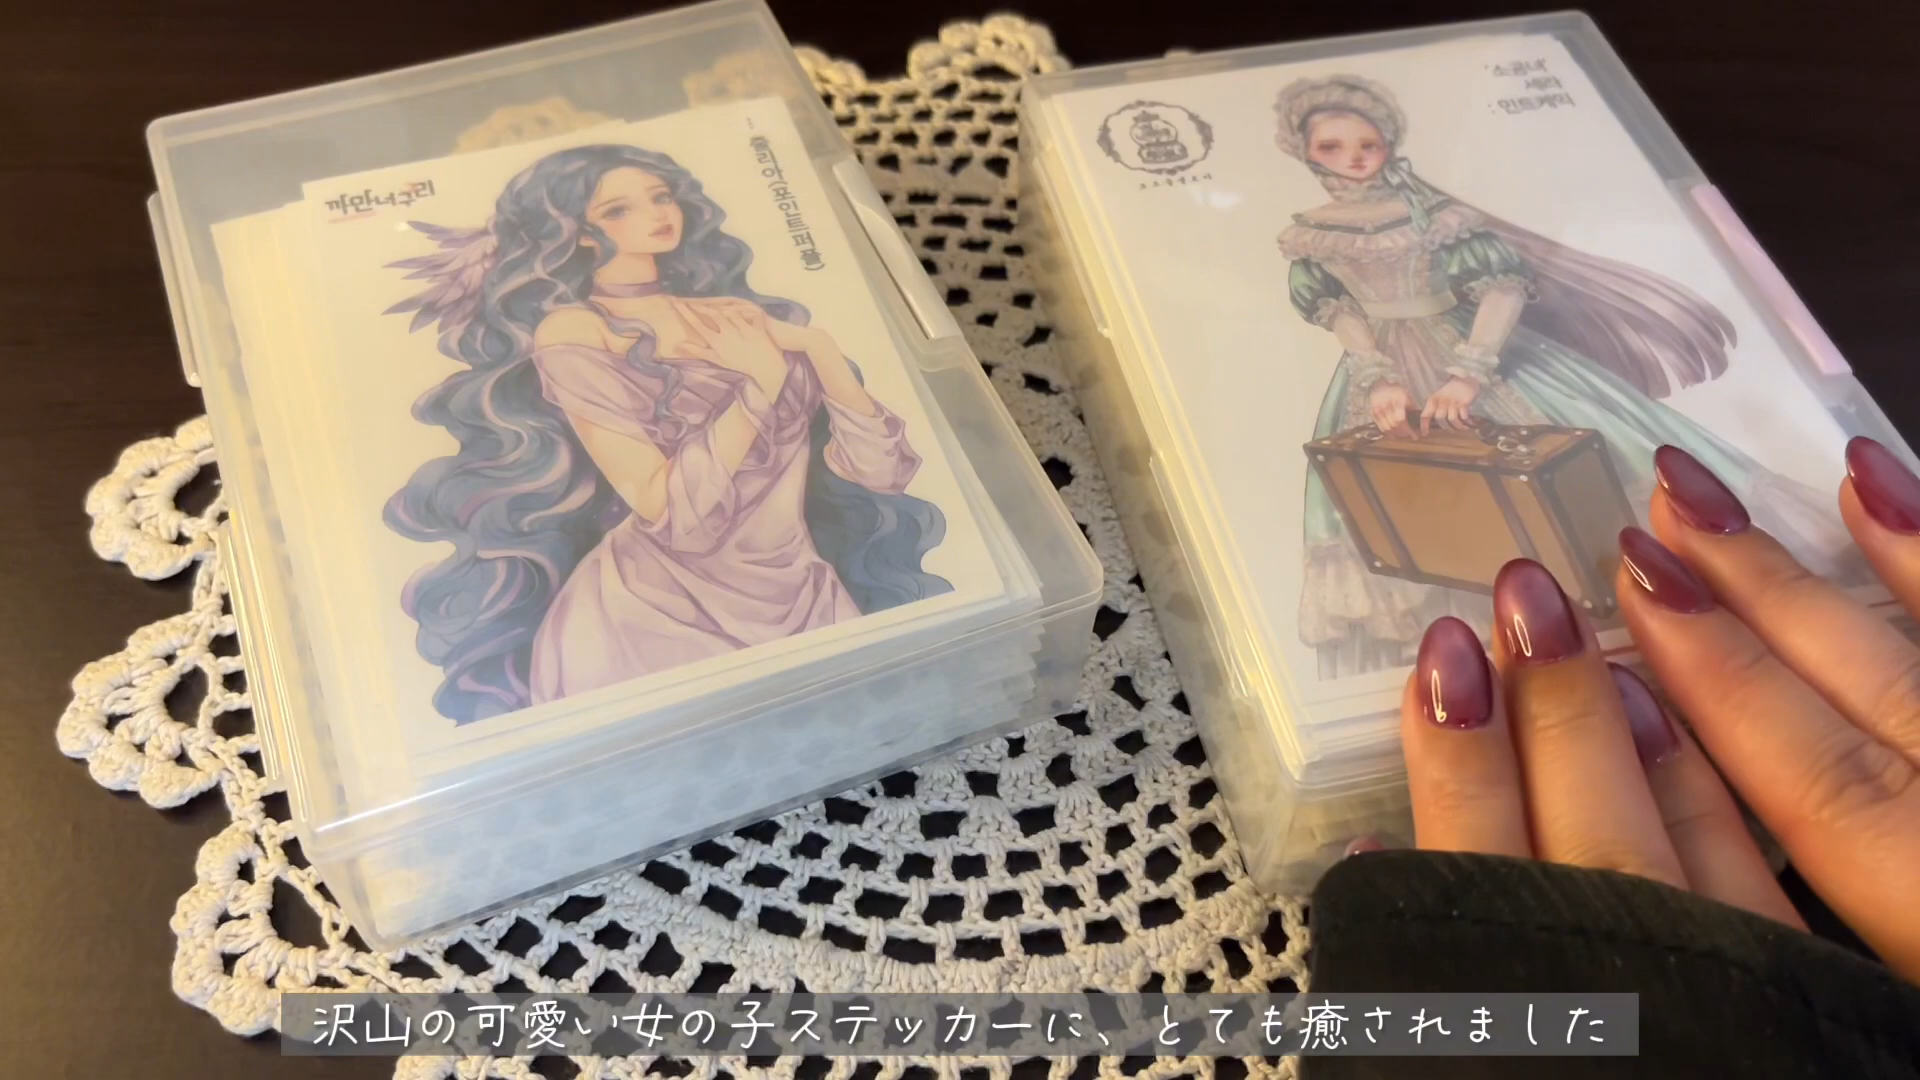 까만너구리
: 줄리아(포인트퍼플)
'소공녀'
세라
: 인트케익
沢山の可愛い女の子ステッカーに、とても癒されました